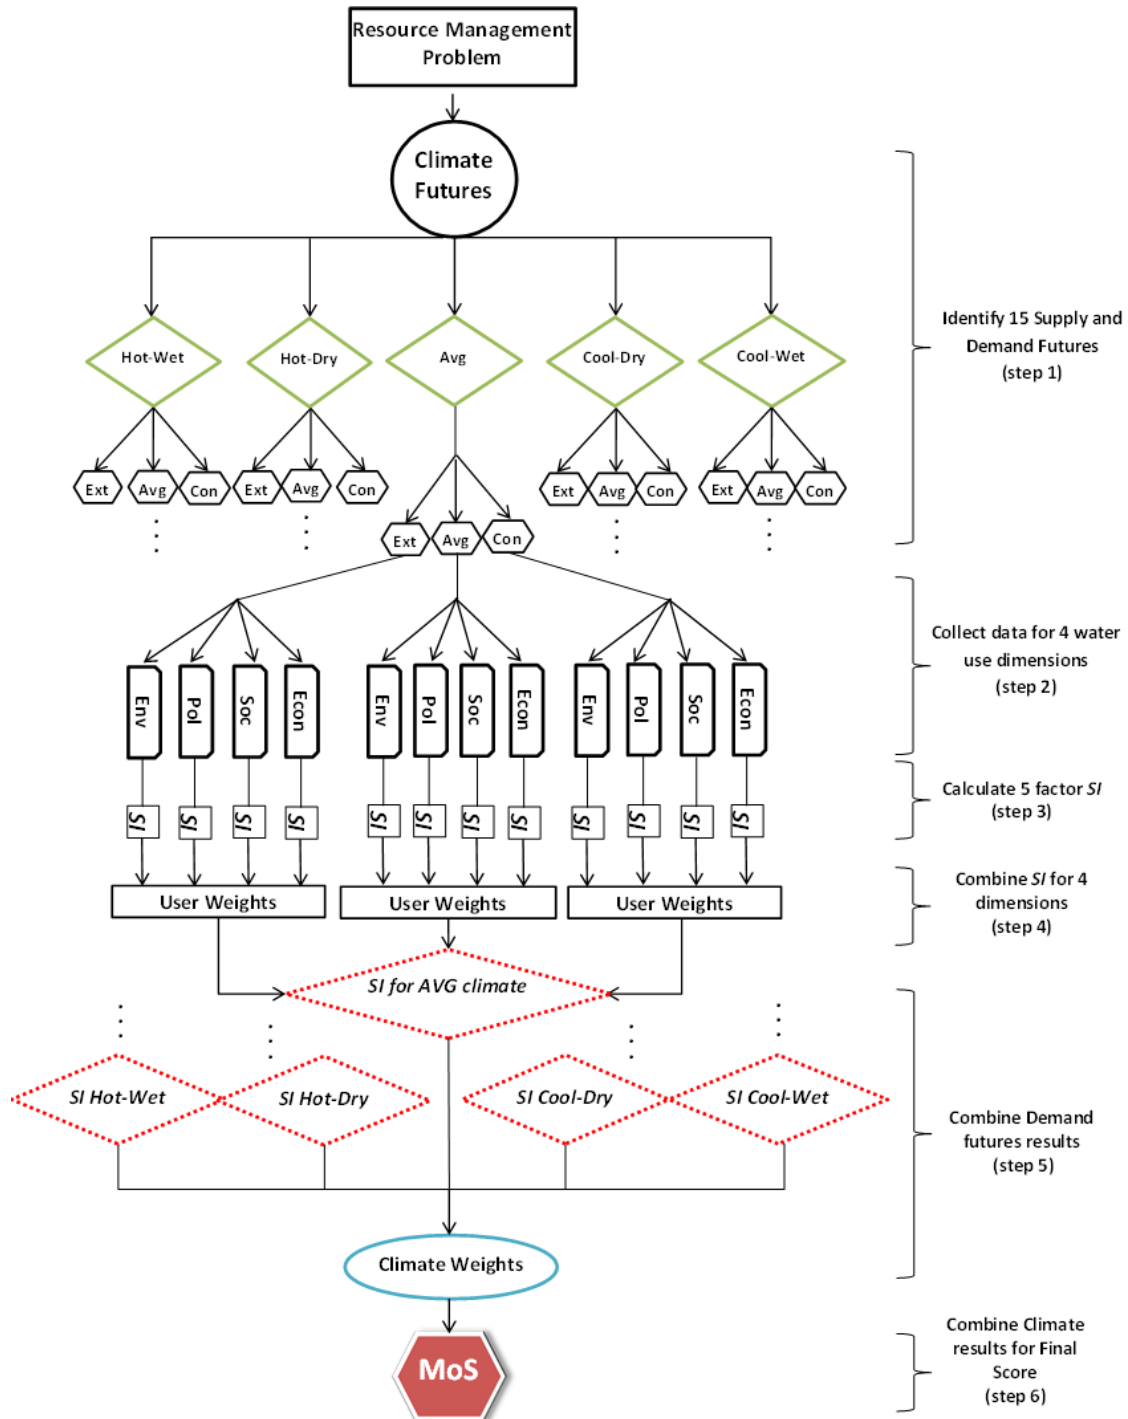 Resource Management
Problem
Climate
Futures
Hot-Wet
Hot-Dry
Avg
Cool-Dry
Cool-Wet
Identify 15 Supply and
Demand Futures
(step 1)
Ext
Avg
Con
Ext
Avg
Con
Ext
Avg
Con
Ext
Avg
Con
Ext
Avg
Con
Env
Pol
Soc
Econ
Env
Pol
Soc
Econ
Env
Pol
Soc
Econ
Collect data for 4 water
use dimensions
(step 2)
SI
SI
SI
SI
SI
SI
SI
SI
SI
SI
SI
SI
Calculate 5 factor SI
(step 3)
User Weights
User Weights
User Weights
Combine SI for 4
dimensions
(step 4)
SI for AVG climate
SI Hot-Wet
SI Hot-Dry
SI Cool-Dry
SI Cool-Wet
Combine Demand
futures results
(step 5)
Climate Weights
MoS
Combine Climate
results for Final
Score
(step 6)